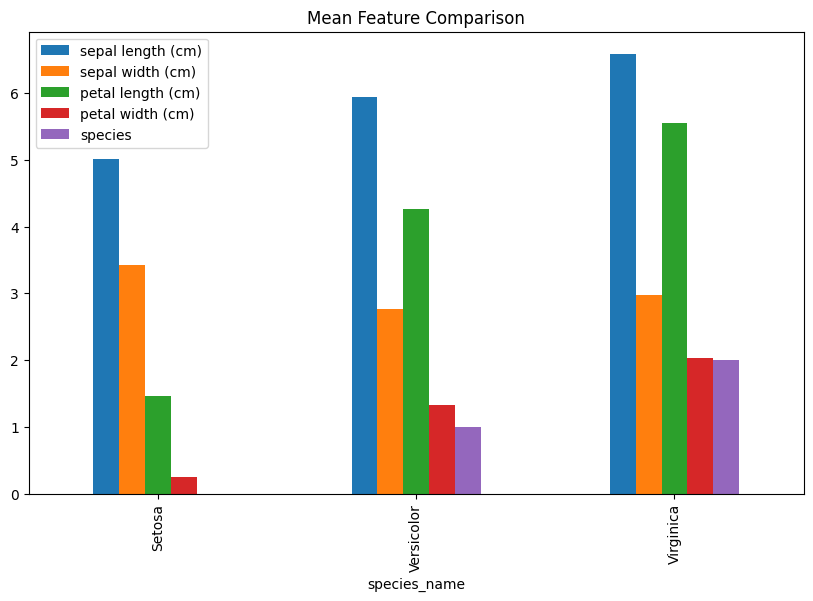 Mean Feature Comparison
sepal length (cm)
sepal width (cm)
petal length (cm)
petal width (cm)
species
6
5
4
3
2
1
0
Setosa
Versicolor
Virginica
species_name